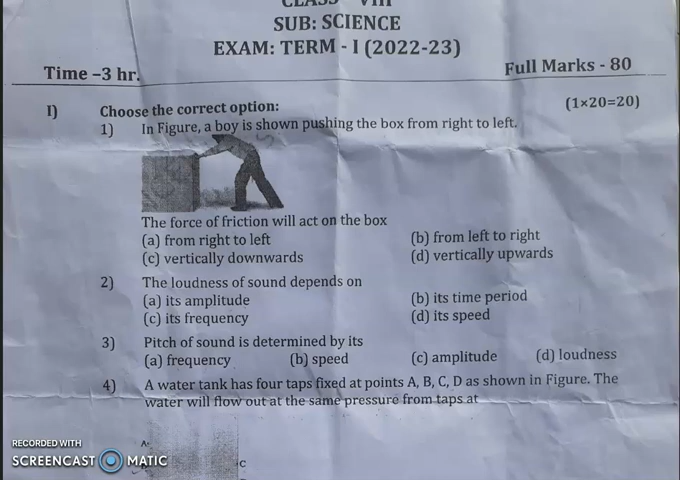 CLASS - VIII
SUB: SCIENCE
EXAM: TERM - I (2022-23)
Time –3 hr.
Full Marks - 80
I) Choose the correct option: (1×20=20)
1) In Figure, a boy is shown pushing the box from right to left.
The force of friction will act on the box
(a) from right to left (b) from left to right
(c) vertically downwards (d) vertically upwards
2) The loudness of sound depends on
(a) its amplitude (b) its time period
(c) its frequency (d) its speed
3) Pitch of sound is determined by its
(a) frequency (b) speed (c) amplitude (d) loudness
4) A water tank has four taps fixed at points A, B, C, D as shown in Figure. The
water will flow out at the same pressure from taps at
A
C
RECORDED WITH
SCREENCAST MATIC